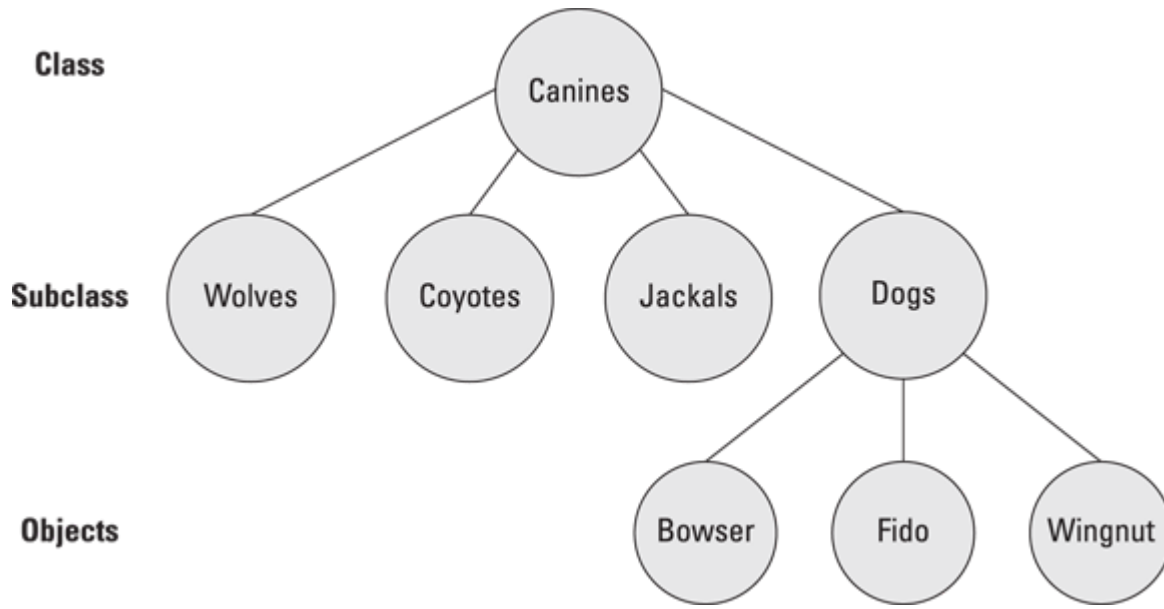 Class
Canines
Subclass
Wolves
Coyotes
Jackals
Dogs
Objects
Bowser
Fido
Wingnut